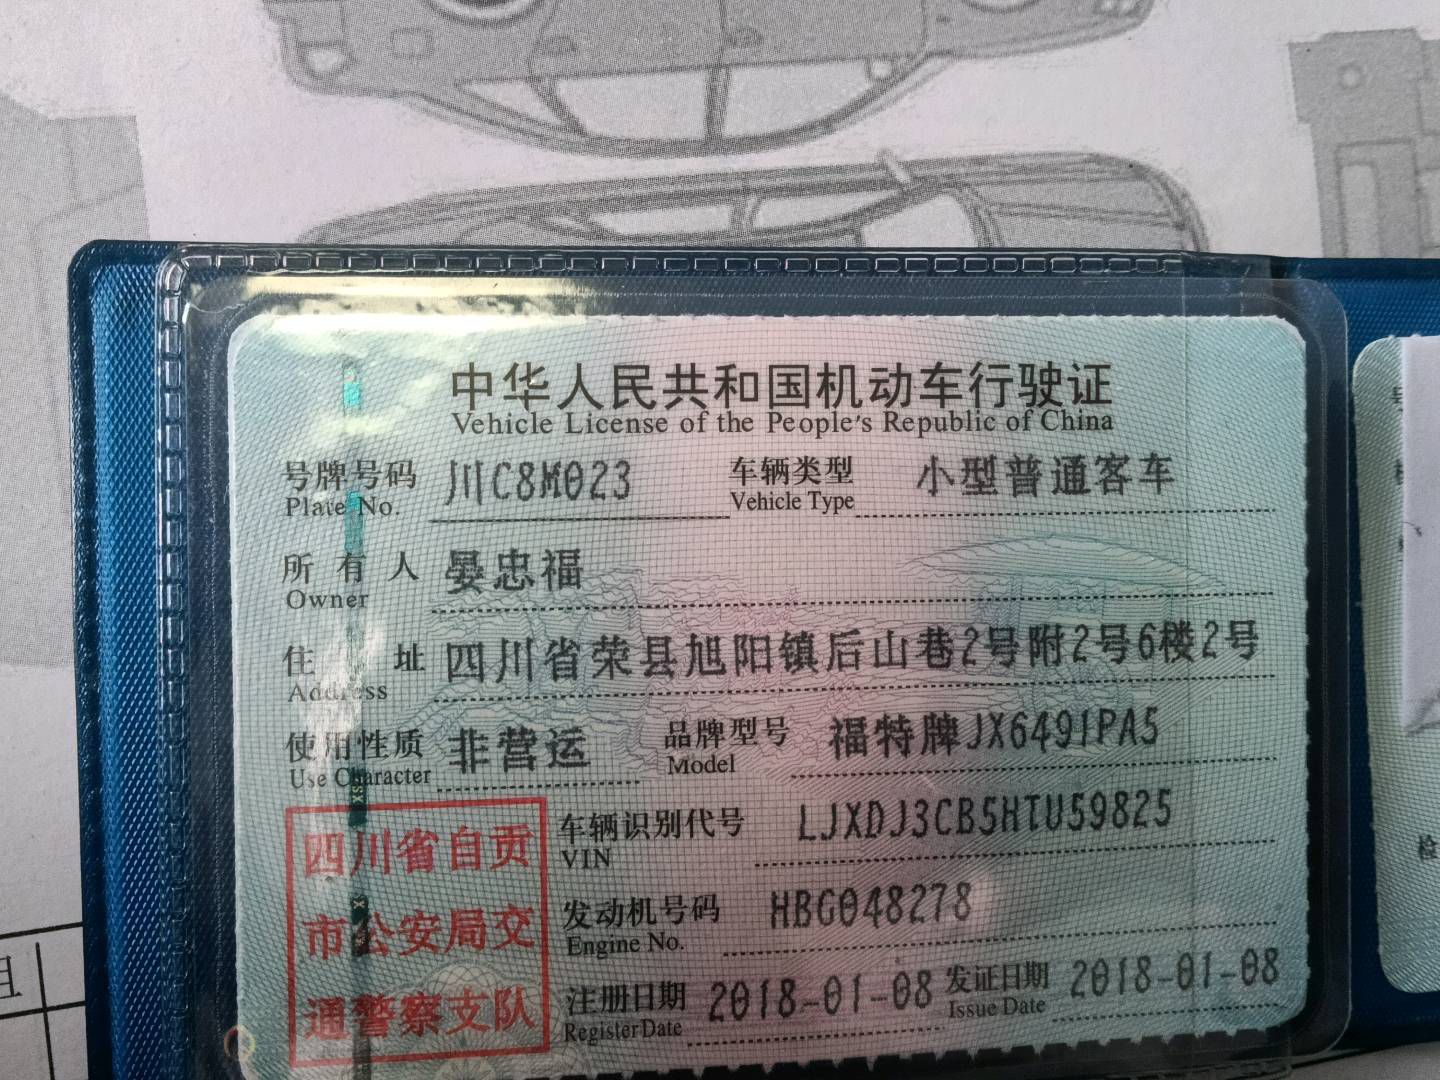 中华人民共和国机动车行驶证
Vehicle License of the People's Republic of China
号牌号码 川C8M023 车辆类型 小型普通客车
Plate No. Vehicle Type
所有人 晏忠福
Owner
住址 四川省荣县旭阳镇后山巷2号附2号6楼2号
Address
使用性质 非营运 品牌型号 福特牌JX6491PA5
Use Character Model
四川省自贡
市公安局交
通警察支队
车辆识别代号 LJXDJ3CB5HTU59825
VIN
发动机号码 HBG048278
Engine No.
注册日期 2018-01-08 发证日期 2018-01-08
Register Date Issue Date
检